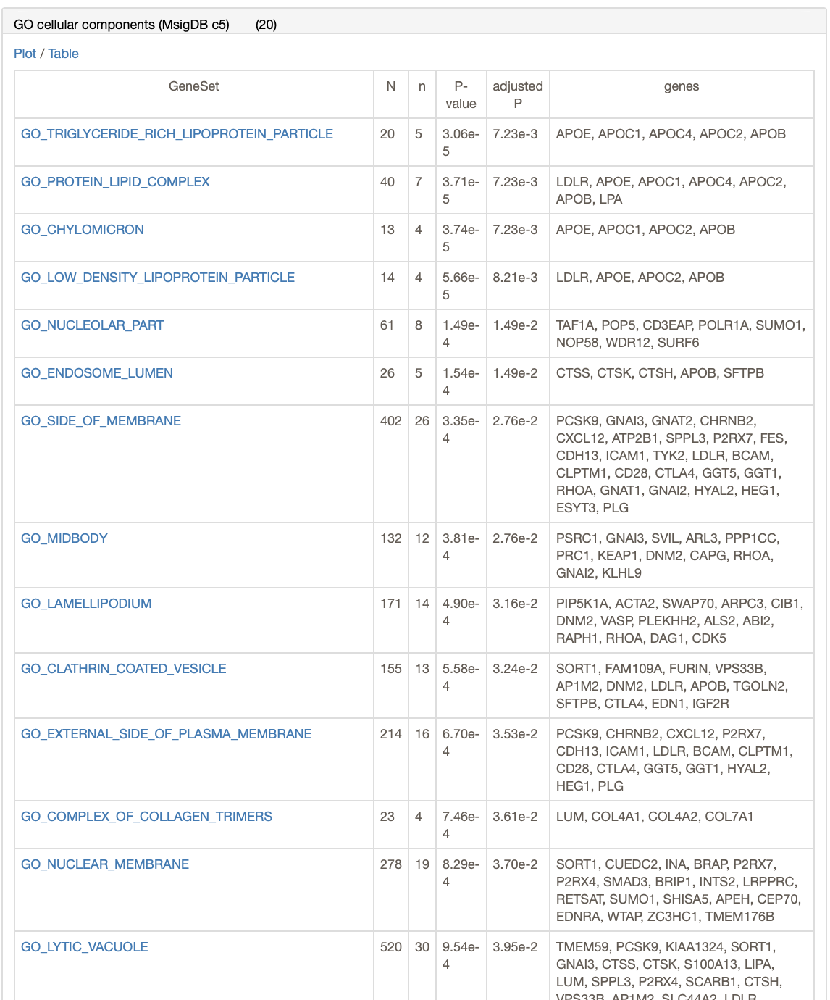 GO cellular components (MsigDB c5) (20)
Plot / Table
GeneSet N n P- adjusted genes
value P
GO_TRIGLYCERIDE_RICH_LIPOPROTEIN_PARTICLE 20 5 3.06e- 7.23e-3 APOE, APOC1, APOC4, APOC2, APOB
5
GO_PROTEIN_LIPID_COMPLEX 40 7 3.71e- 7.23e-3 LDLR, APOE, APOC1, APOC4, APOC2,
5 APOB, LPA
GO_CHYLOMICRON 13 4 3.74e- 7.23e-3 APOE, APOC1, APOC2, APOB
5
GO_LOW_DENSITY_LIPOPROTEIN_PARTICLE 14 4 5.66e- 8.21e-3 LDLR, APOE, APOC2, APOB
5
GO_NUCLEOLAR_PART 61 8 1.49e- 1.49e-2 TAF1A, POP5, CD3EAP, POLR1A, SUMO1,
4 NOP58, WDR12, SURF6
GO_ENDOSOME_LUMEN 26 5 1.54e- 1.49e-2 CTSS, CTSK, CTSH, APOB, SFTPB
4
GO_SIDE_OF_MEMBRANE 402 26 3.35e- 2.76e-2 PCSK9, GNAI3, GNAT2, CHRNB2,
4 CXCL12, ATP2B1, SPPL3, P2RX7, FES,
CDH13, ICAM1, TYK2, LDLR, BCAM,
CLPTM1, CD28, CTLA4, GGT5, GGT1,
RHOA, GNAT1, GNAI2, HYAL2, HEG1,
ESYT3, PLG
GO_MIDBODY 132 12 3.81e- 2.76e-2 PSRC1, GNAI3, SVIL, ARL3, PPP1CC,
4 PRC1, KEAP1, DNM2, CAPG, RHOA,
GNAI2, KLHL9
GO_LAMELLIPODIUM 171 14 4.90e- 3.16e-2 PIP5K1A, ACTA2, SWAP70, ARPC3, CIB1,
4 DNM2, VASP, PLEKHH2, ALS2, ABI2,
RAPH1, RHOA, DAG1, CDK5
GO_CLATHRIN_COATED_VESICLE 155 13 5.58e- 3.24e-2 SORT1, FAM109A, FURIN, VPS33B,
4 AP1M2, DNM2, LDLR, APOB, TGOLN2,
SFTPB, CTLA4, EDN1, IGF2R
GO_EXTERNAL_SIDE_OF_PLASMA_MEMBRANE 214 16 6.70e- 3.53e-2 PCSK9, CHRNB2, CXCL12, P2RX7,
4 CDH13, ICAM1, LDLR, BCAM, CLPTM1,
CD28, CTLA4, GGT5, GGT1, HYAL2,
HEG1, PLG
GO_COMPLEX_OF_COLLAGEN_TRIMERS 23 4 7.46e- 3.61e-2 LUM, COL4A1, COL4A2, COL7A1
4
GO_NUCLEAR_MEMBRANE 278 19 8.29e- 3.70e-2 SORT1, CUEDC2, INA, BRAP, P2RX7,
4 P2RX4, SMAD3, BRIP1, INTS2, LRPPRC,
RETSAT, SUMO1, SHISA5, APEH, CEP70,
EDNRA, WTAP, ZC3HC1, TMEM176B
GO_LYTIC_VACUOLE 520 30 9.54e- 3.95e-2 TMEM59, PCSK9, KIAA1324, SORT1,
4 GNAI3, CTSS, CTSK, S100A13, LIPA,
LUM, SPPL3, P2RX4, SCARB1, CTSH,
VPS33B, AP1M2, SLC44A2, LDLR